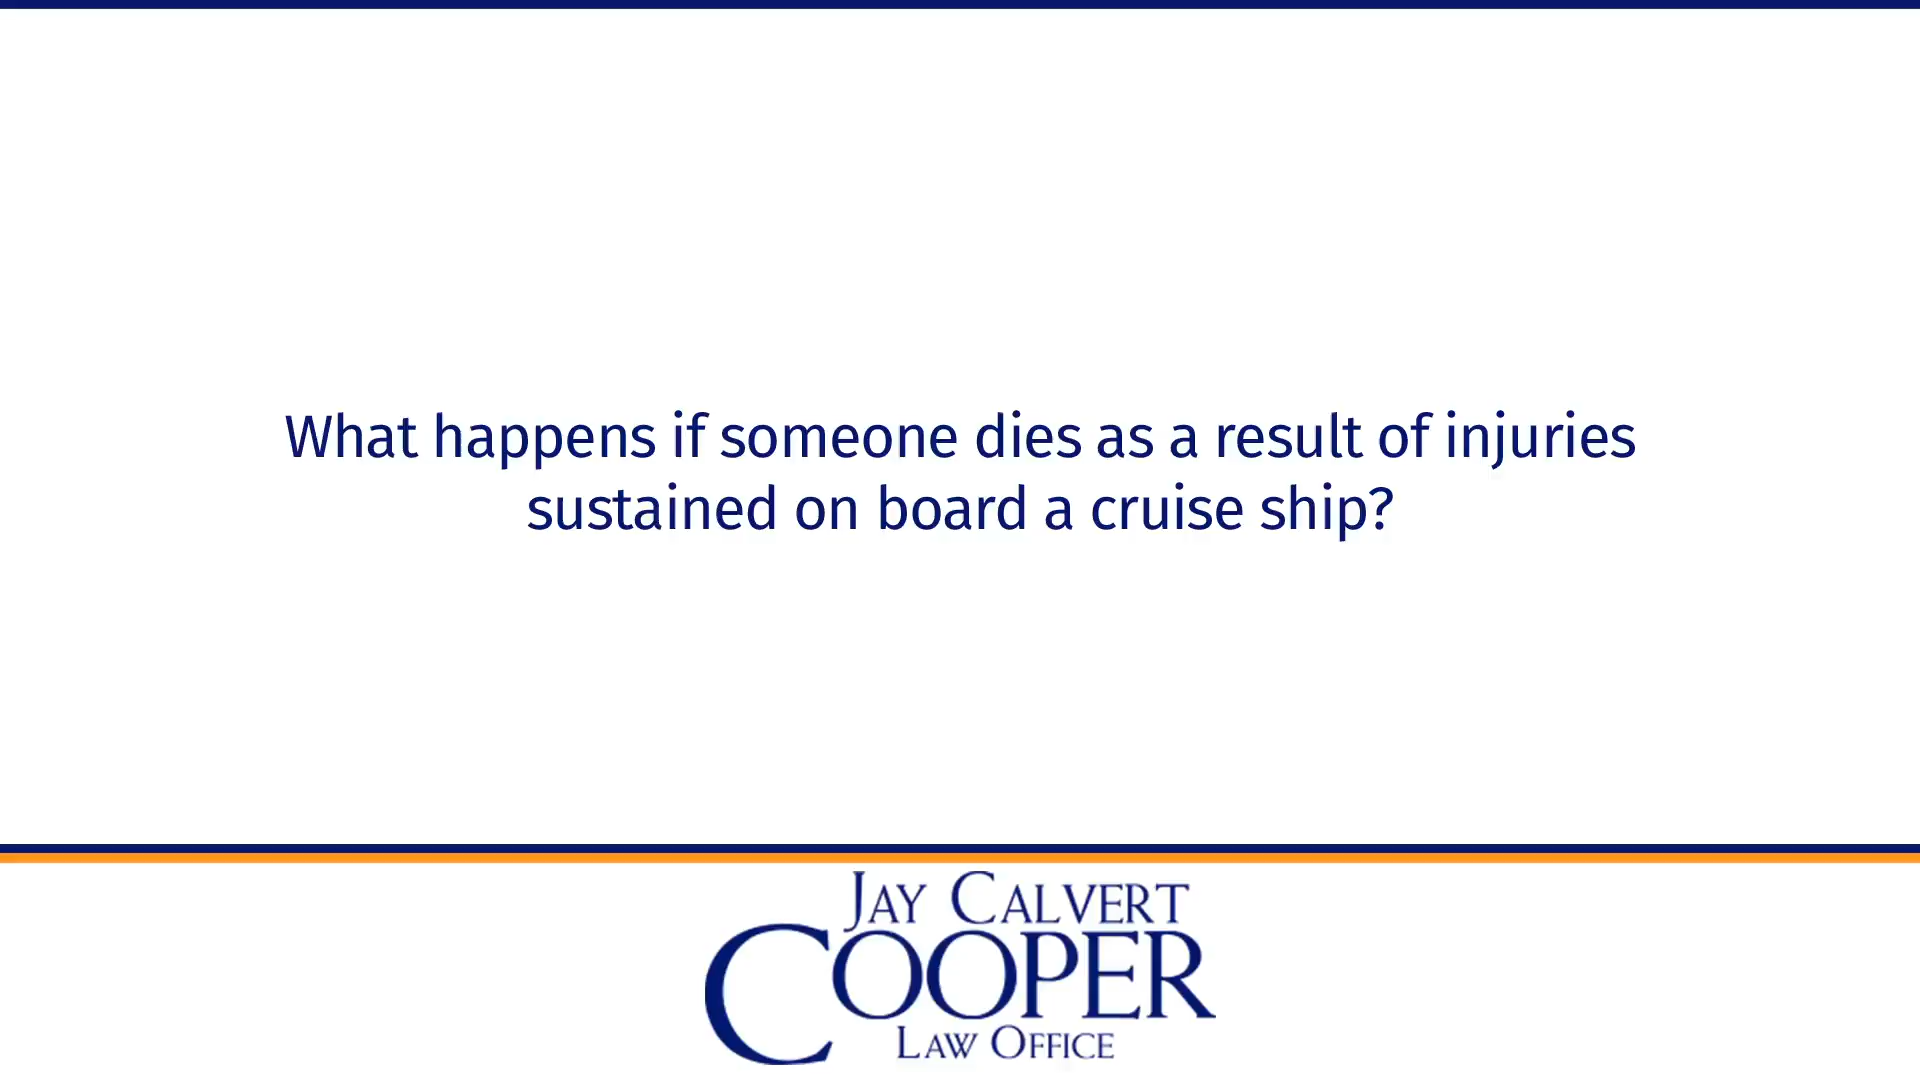 What happens if someone dies as a result of injuries
sustained on board a cruise ship?
JAY CALVERT
COOPER
LAW OFFICE